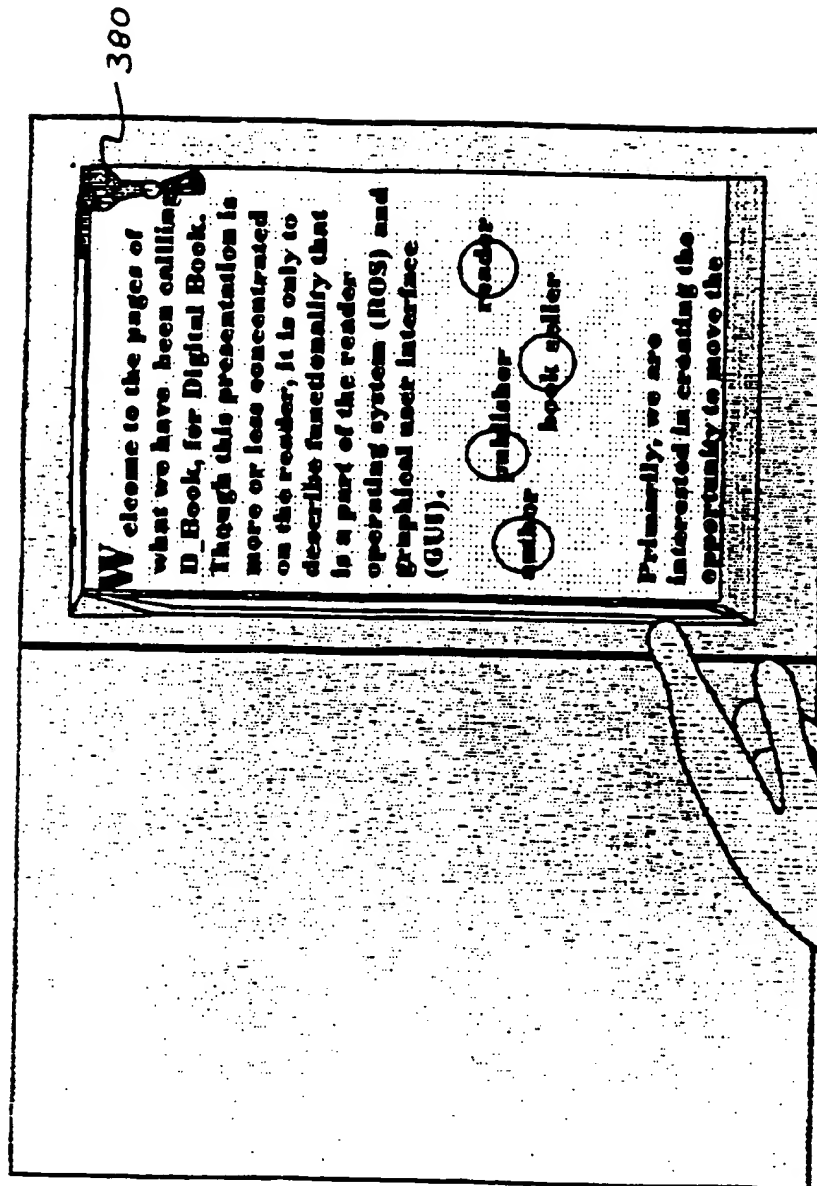 380
Welcome to the pages of
what we have been callling
D_Book, for Digital Book.
Though this presentation is
more or less concentrated
on the reader, it is only to
describe functionality that
is a part of the reader
operating system (ROS) and
graphical user interface
(GUI).
author publisher reader
book seller
Primarily, we are
interested in creating the
opportunity to move the